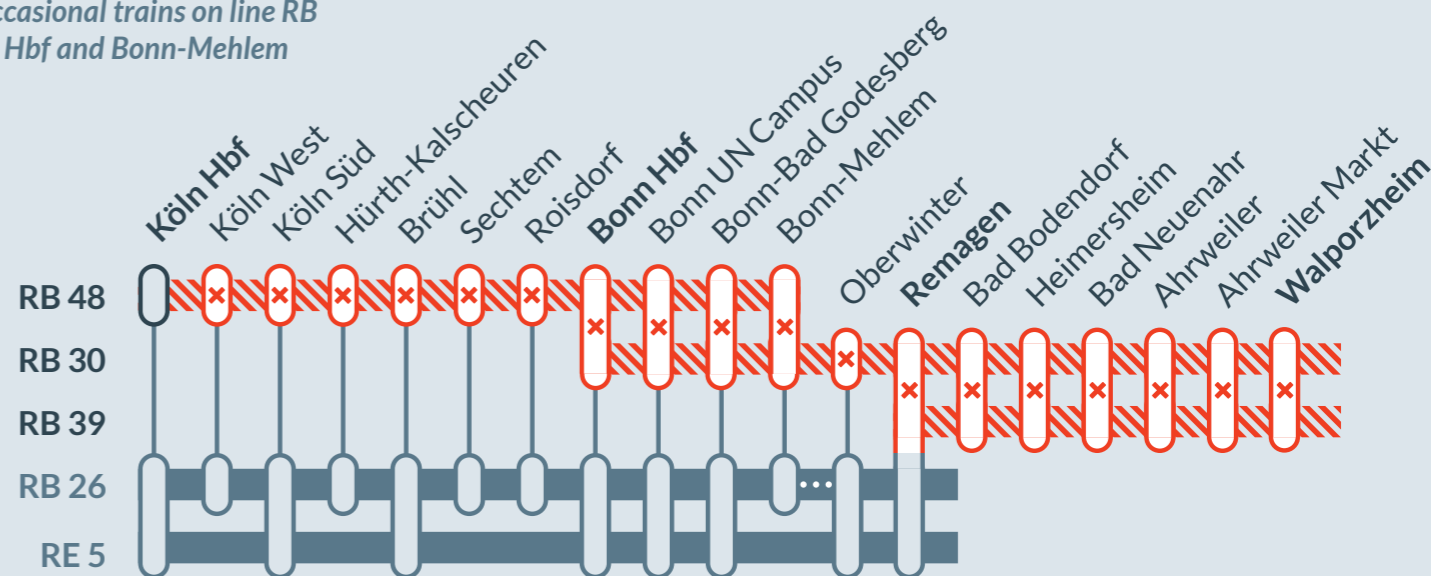 occasional trains on line RB
Hbf and Bonn-Mehlem
Köln Hbf
Köln West
Köln Süd
Hürth-Kalscheuren
Brühl
Sechtem
Roisdorf
Bonn Hbf
Bonn UN Campus
Bonn-Bad Godesberg
Bonn-Mehlem
Oberwinter
Remagen
Bad Bodendorf
Heimersheim
Bad Neuenahr
Ahrweiler
Ahrweiler Markt
Walporzheim
RB 48
RB 30
RB 39
RB 26
RE 5